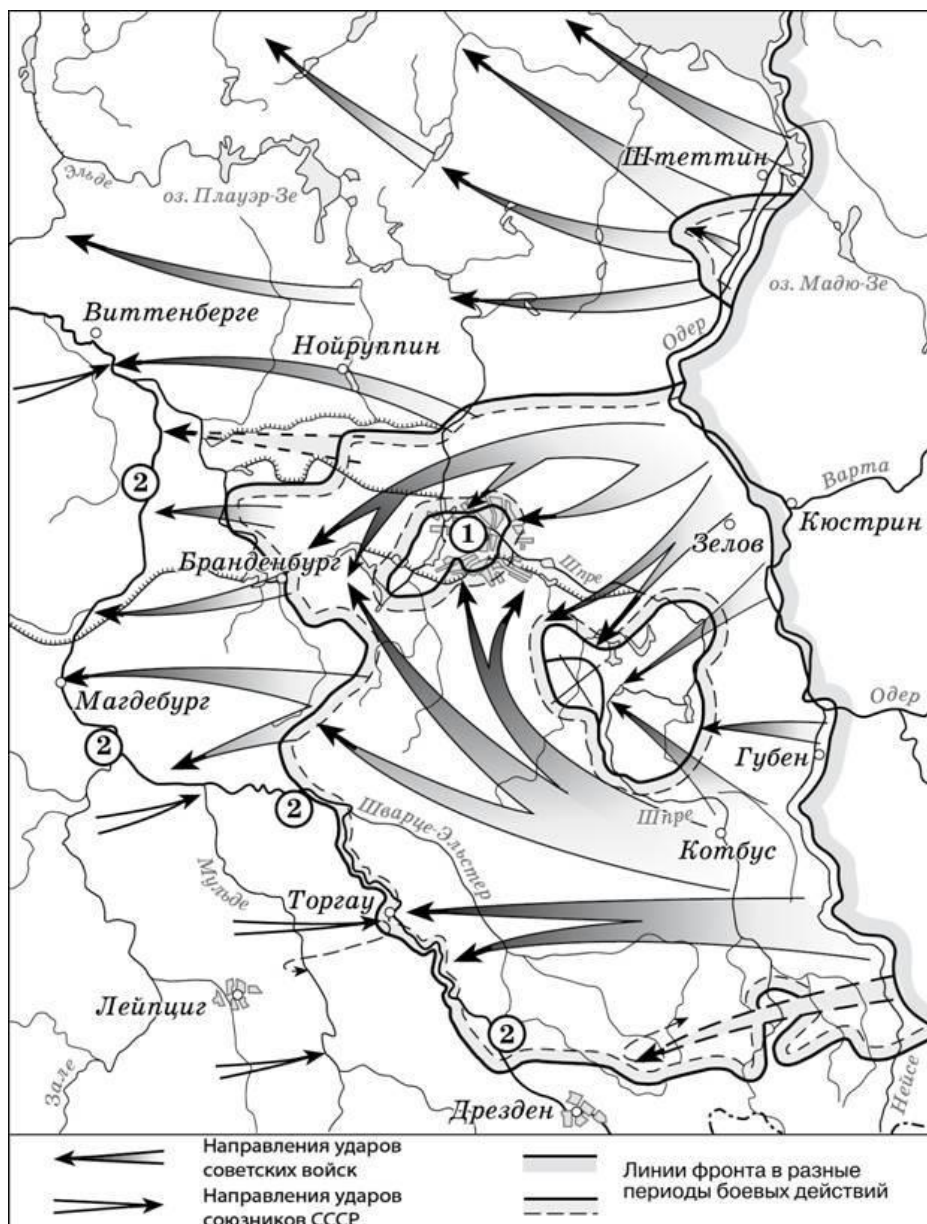 Штеттин
Эльде
оз. Плауэр-Зе
оз. Мадю-Зе
Виттенберге
Одер
Нойруппин
2
Варта
1
Кюстрин
Зелов
Бранденбург
Шпре
Магдебург
Одер
2
Губен
2
Шварце-Эльстер
Шпре
Котбус
Мульде
Торгау
Лейпциг
2
Зале
Нейсе
Дрезден
Направления ударов
советских войск
Направления ударов
союзников СССР
Линии фронта в разные
периоды боевых действий